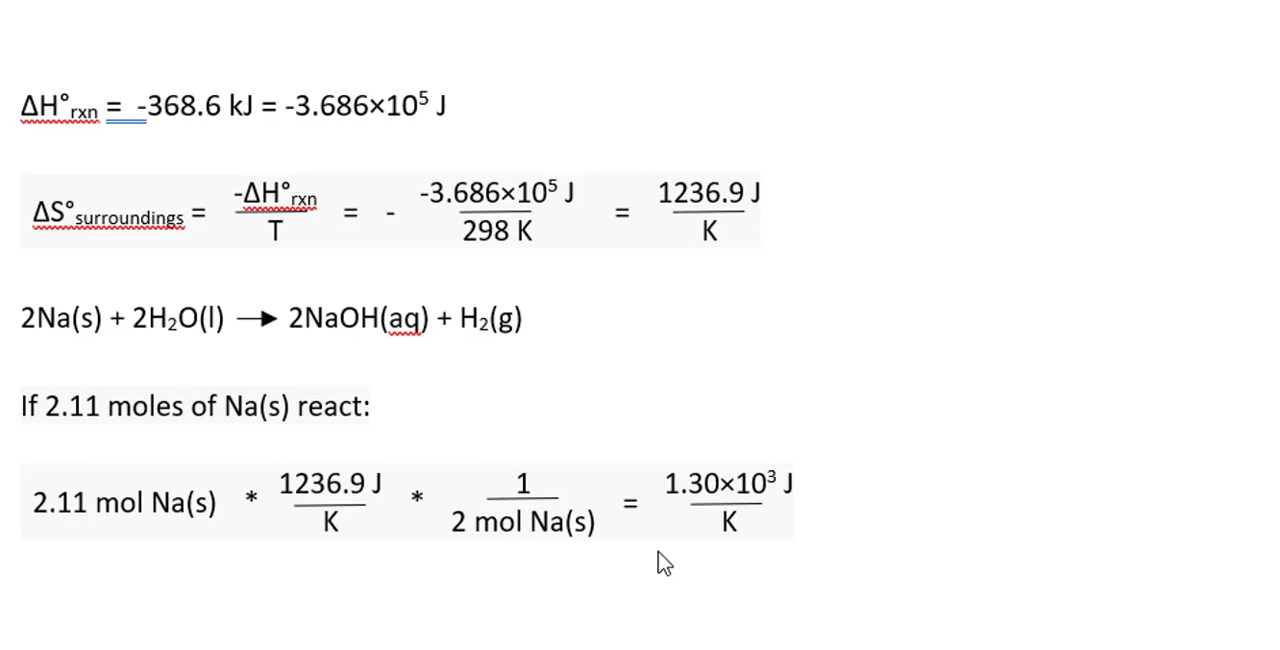 ΔH°rxn = -368.6 kJ = -3.686×10⁵ J
ΔS°surroundings = -ΔH°rxn / T = - -3.686×10⁵ J / 298 K = 1236.9 J / K
2Na(s) + 2H₂O(l) ⟶ 2NaOH(aq) + H₂(g)
If 2.11 moles of Na(s) react:
2.11 mol Na(s) * 1236.9 J / K * 1 / 2 mol Na(s) = 1.30×10³ J / K